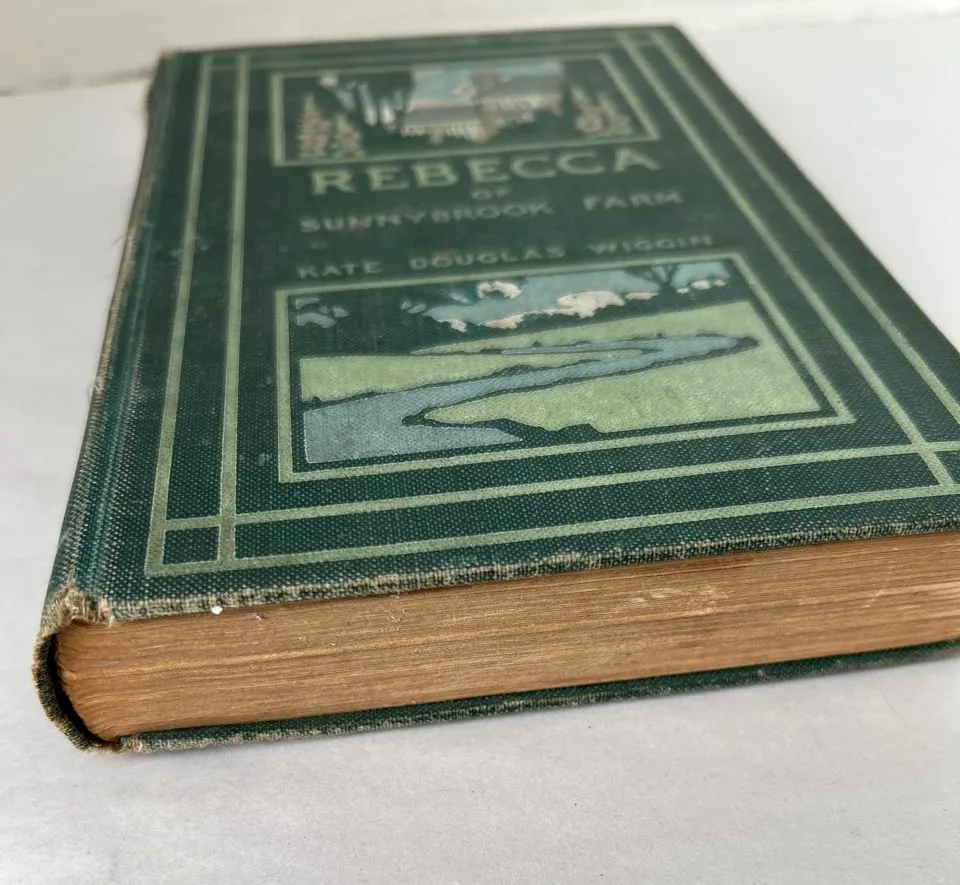 REBECCA
OF
SUNNYBROOK FARM
KATE DOUGLAS WIGGIN